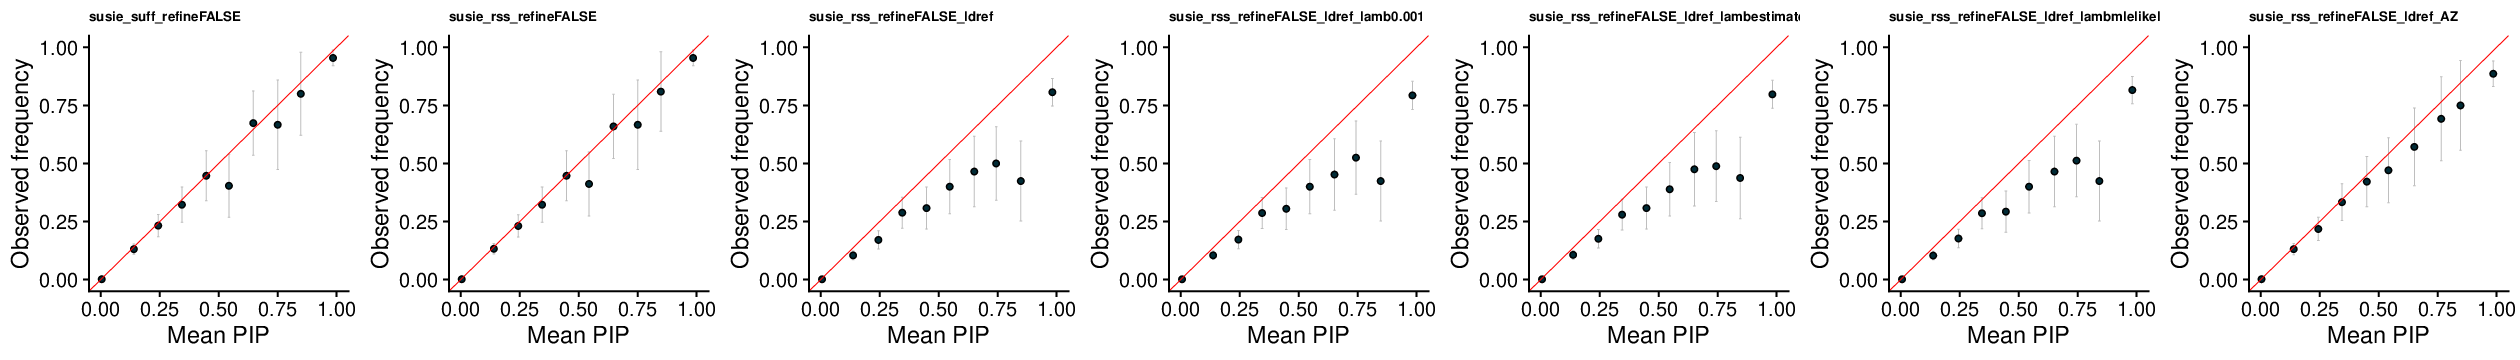 susie_suff_refineFALSE
Observed frequency
1.00
0.75
0.50
0.25
0.00
0.00 0.25 0.50 0.75 1.00
Mean PIP
susie_rss_refineFALSE
Observed frequency
1.00
0.75
0.50
0.25
0.00
0.00 0.25 0.50 0.75 1.00
Mean PIP
susie_rss_refineFALSE_ldref
Observed frequency
1.00
0.75
0.50
0.25
0.00
0.00 0.25 0.50 0.75 1.00
Mean PIP
susie_rss_refineFALSE_ldref_lamb0.001
Observed frequency
1.00
0.75
0.50
0.25
0.00
0.00 0.25 0.50 0.75 1.00
Mean PIP
susie_rss_refineFALSE_ldref_lambestimate
Observed frequency
1.00
0.75
0.50
0.25
0.00
0.00 0.25 0.50 0.75 1.00
Mean PIP
susie_rss_refineFALSE_ldref_lambmlelikel
Observed frequency
1.00
0.75
0.50
0.25
0.00
0.00 0.25 0.50 0.75 1.00
Mean PIP
susie_rss_refineFALSE_ldref_AZ
Observed frequency
1.00
0.75
0.50
0.25
0.00
0.00 0.25 0.50 0.75 1.00
Mean PIP